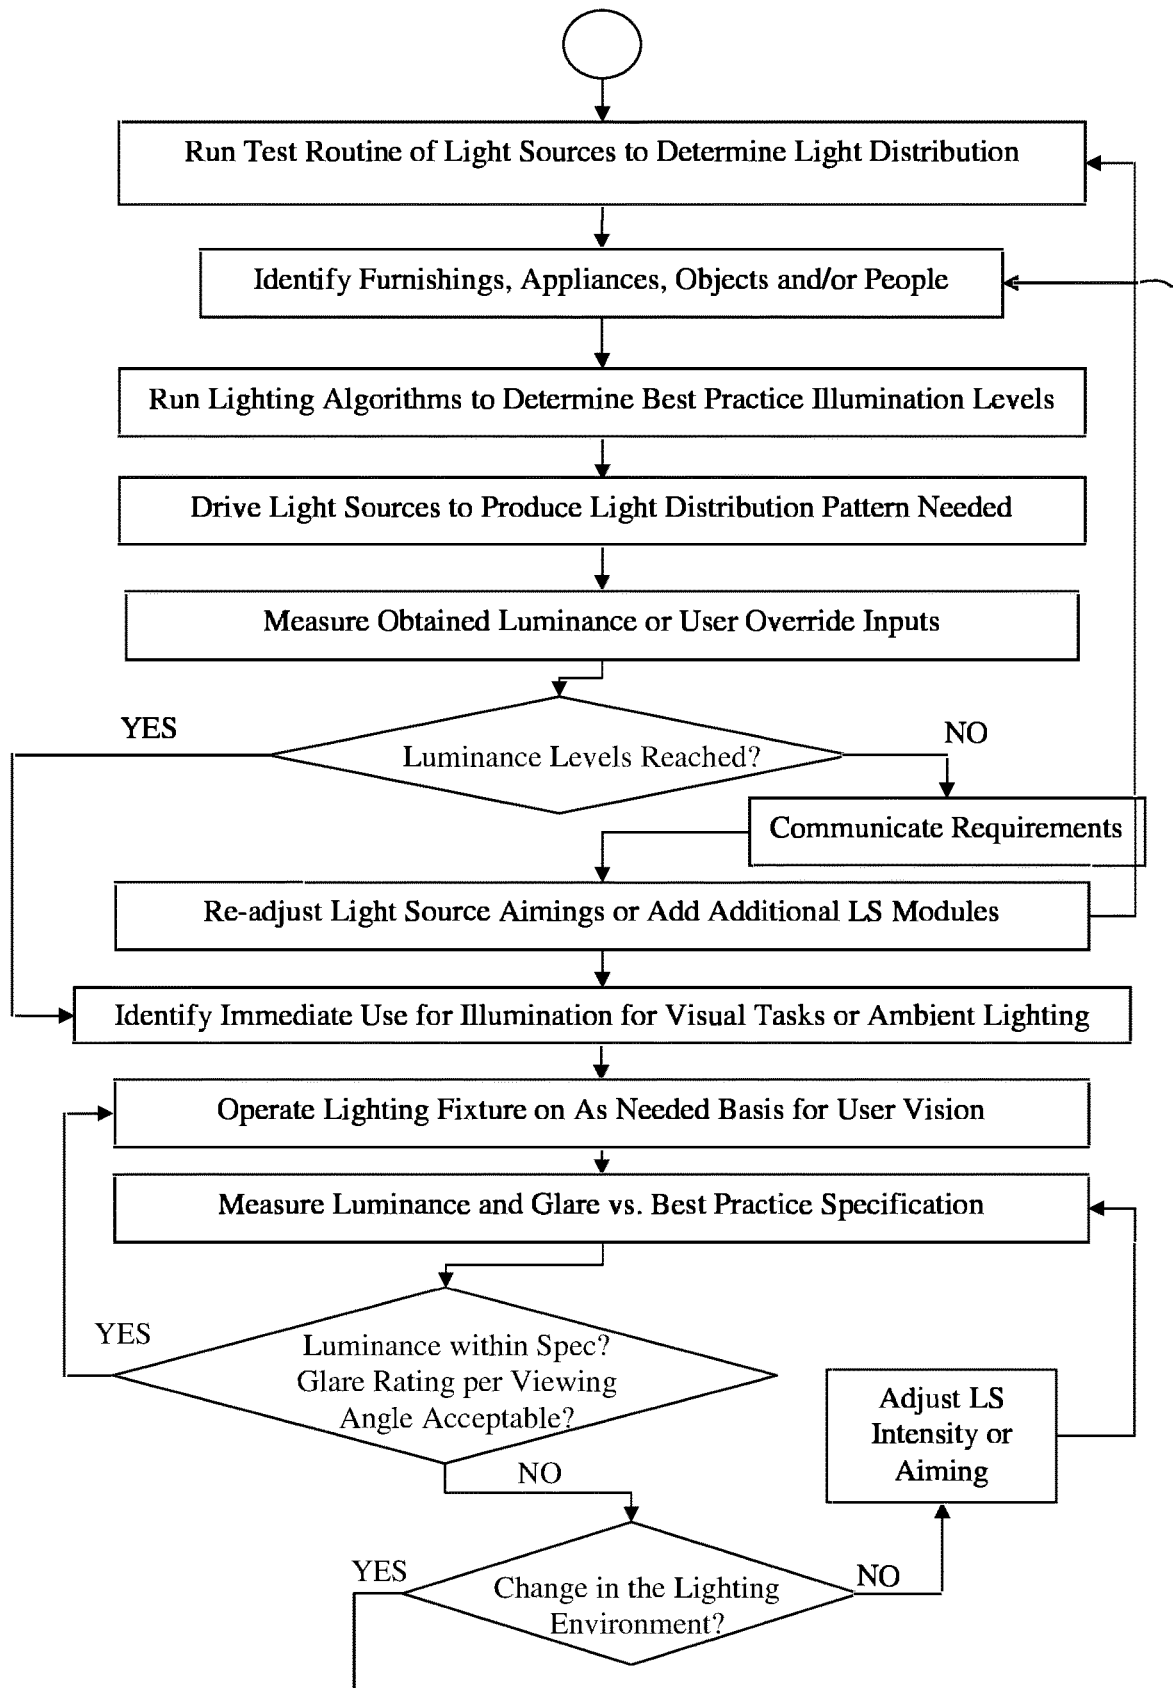 Run Test Routine of Light Sources to Determine Light Distribution
Identify Furnishings, Appliances, Objects and/or People
Run Lighting Algorithms to Determine Best Practice Illumination Levels
Drive Light Sources to Produce Light Distribution Pattern Needed
Measure Obtained Luminance or User Override Inputs
YES
NO
Luminance Levels Reached?
Communicate Requirements
Re-adjust Light Source Aimings or Add Additional LS Modules
Identify Immediate Use for Illumination for Visual Tasks or Ambient Lighting
Operate Lighting Fixture on As Needed Basis for User Vision
Measure Luminance and Glare vs. Best Practice Specification
YES
Luminance within Spec?
Glare Rating per Viewing
Angle Acceptable?
Adjust LS
Intensity or
Aiming
NO
YES
NO
Change in the Lighting
Environment?